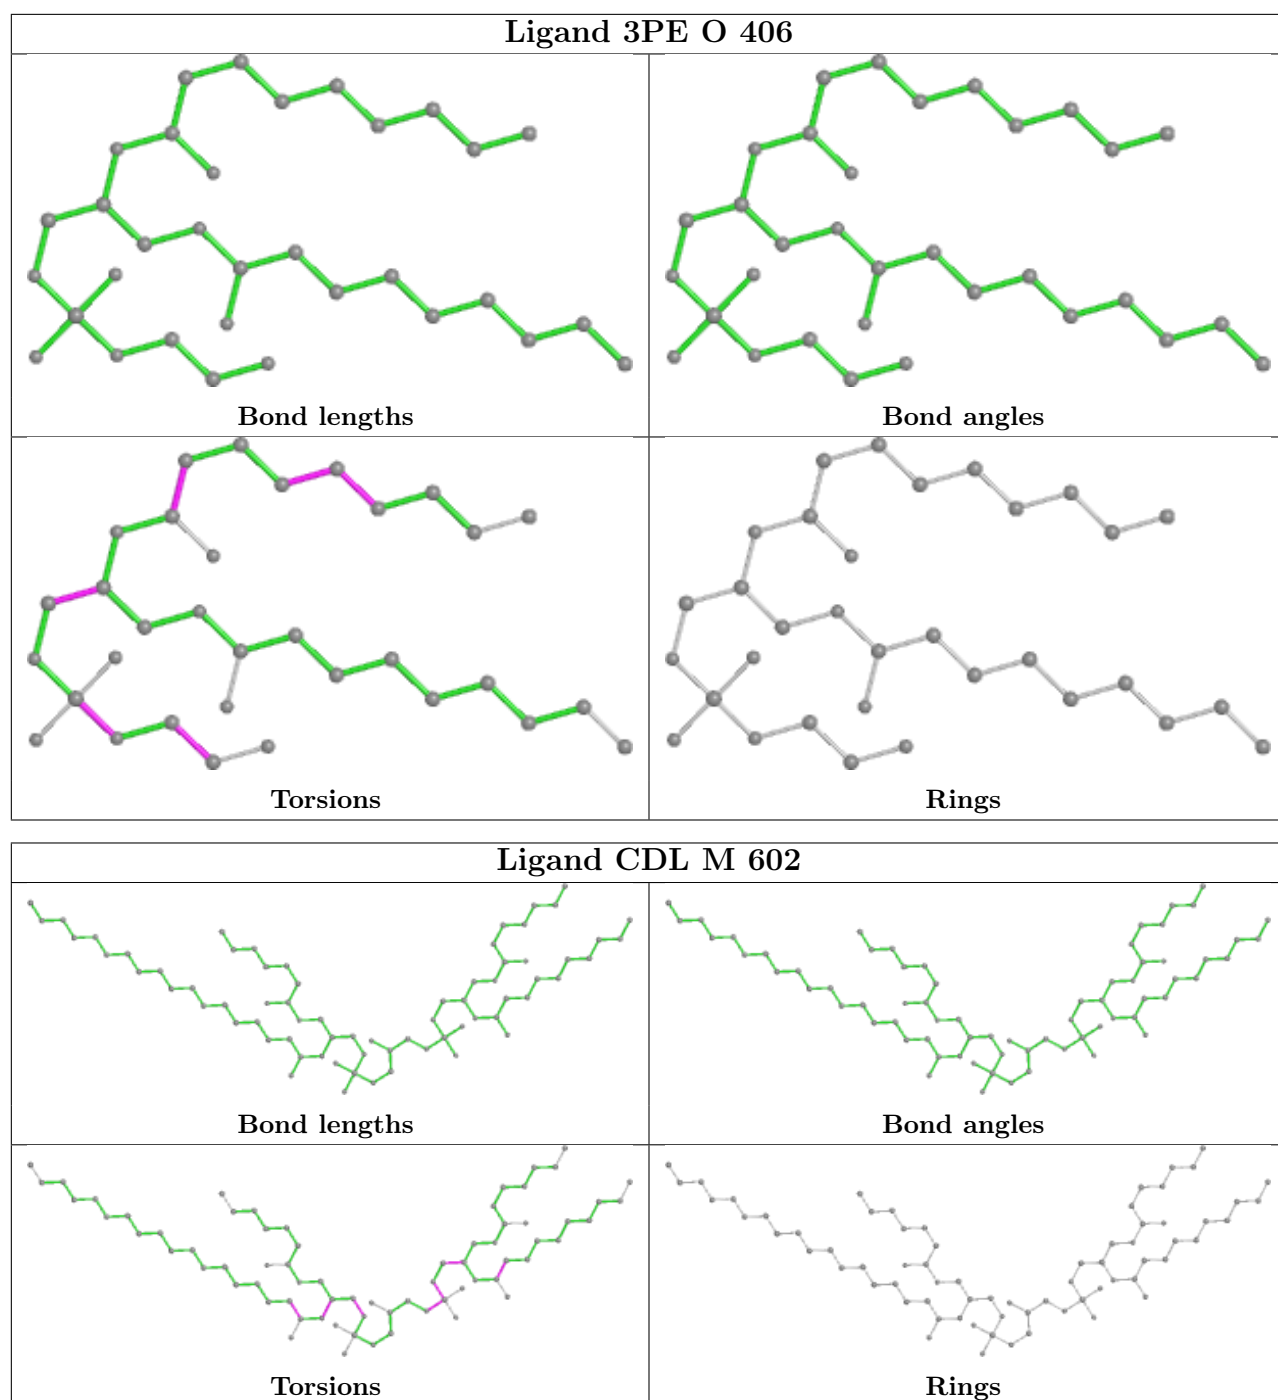 Ligand 3PE O 406
Bond lengths
Bond angles
Torsions
Rings
Ligand CDL M 602
Bond lengths
Bond angles
Torsions
Rings